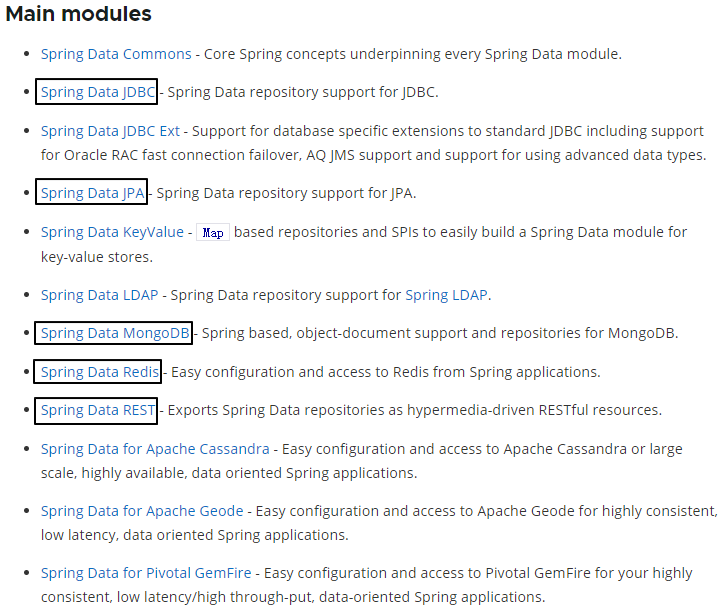 Main modules
Spring Data Commons - Core Spring concepts underpinning every Spring Data module.
Spring Data JDBC - Spring Data repository support for JDBC.
Spring Data JDBC Ext - Support for database specific extensions to standard JDBC including support
for Oracle RAC fast connection failover, AQ JMS support and support for using advanced data types.
Spring Data JPA - Spring Data repository support for JPA.
Spring Data KeyValue - Map based repositories and SPIs to easily build a Spring Data module for
key-value stores.
Spring Data LDAP - Spring Data repository support for Spring LDAP.
Spring Data MongoDB - Spring based, object-document support and repositories for MongoDB.
Spring Data Redis - Easy configuration and access to Redis from Spring applications.
Spring Data REST - Exports Spring Data repositories as hypermedia-driven RESTful resources.
Spring Data for Apache Cassandra - Easy configuration and access to Apache Cassandra or large
scale, highly available, data oriented Spring applications.
Spring Data for Apache Geode - Easy configuration and access to Apache Geode for highly consistent,
low latency, data oriented Spring applications.
Spring Data for Pivotal GemFire - Easy configuration and access to Pivotal GemFire for your highly
consistent, low latency/high through-put, data-oriented Spring applications.